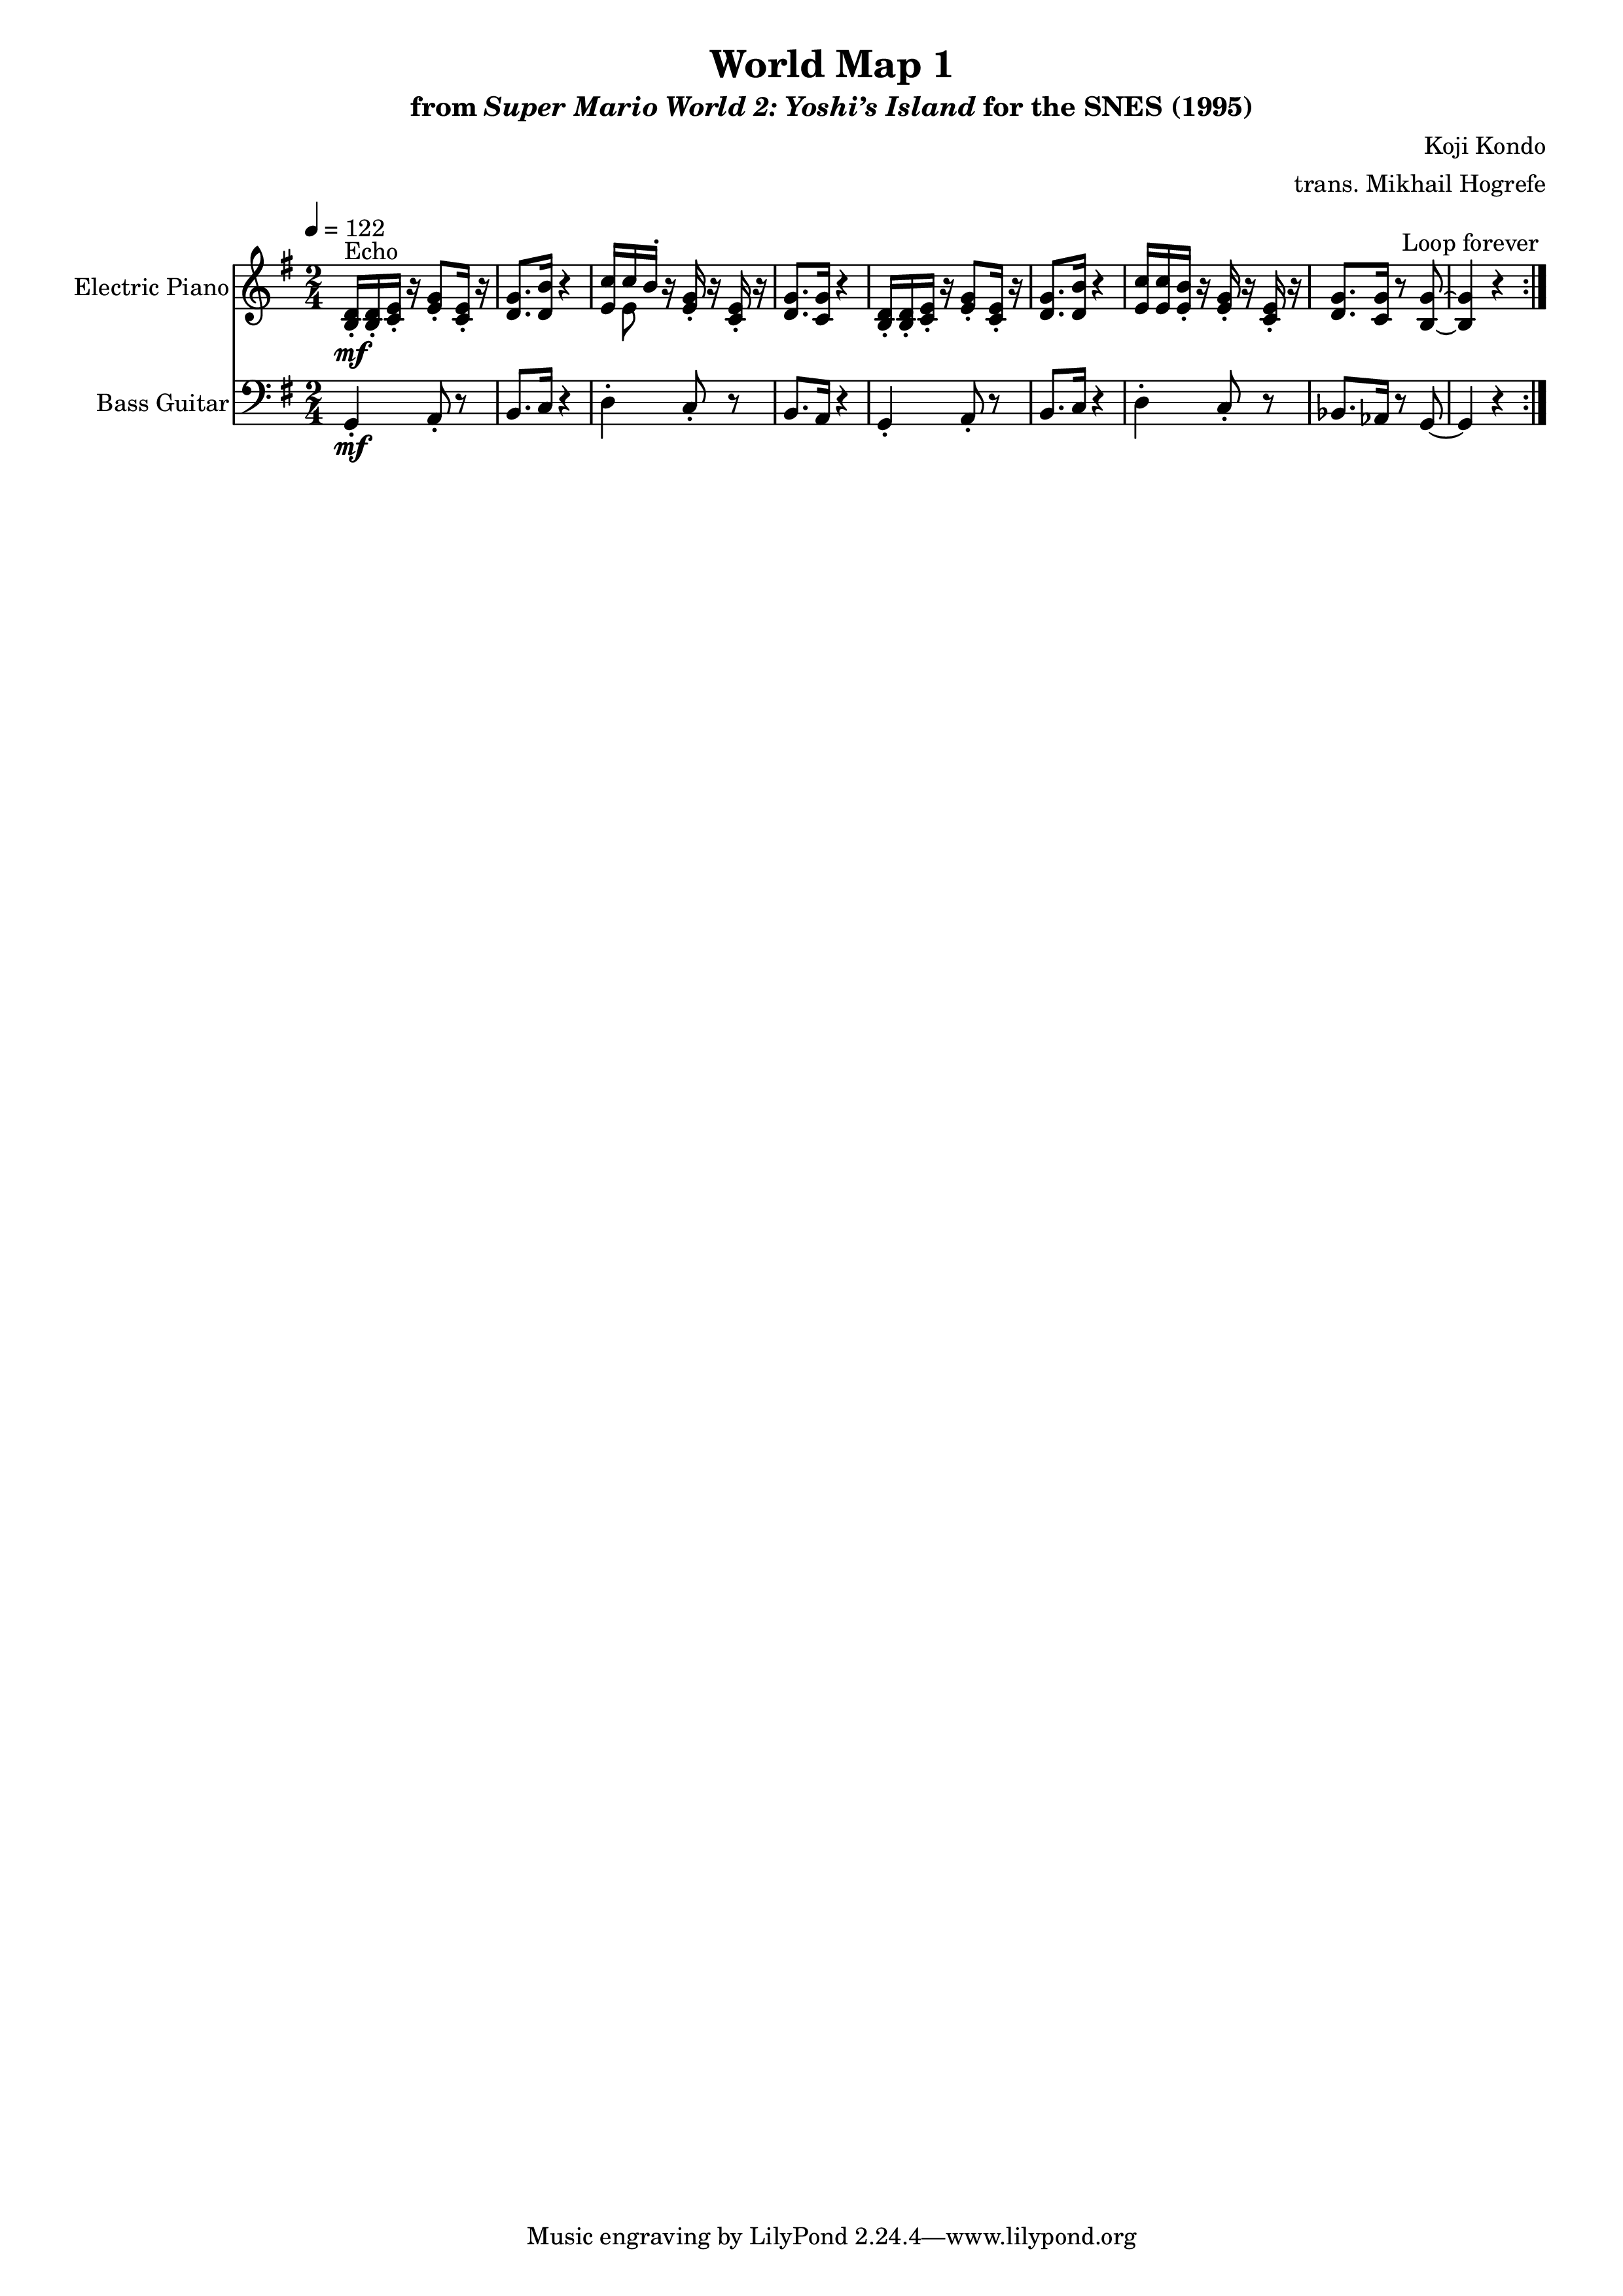 World Map 1
from Super Mario World 2: Yoshi’s Island for the SNES (1995)
Koji Kondo
trans. Mikhail Hogrefe
= 122
Echo
Loop forever
Electric Piano
2
4
mf
Bass Guitar
2
4
mf
Music engraving by LilyPond 2.24.4—www.lilypond.org